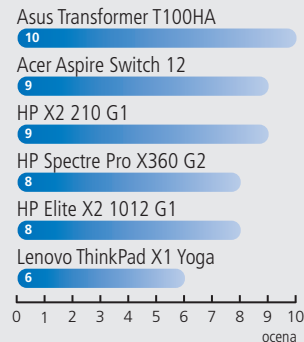 Asus Transformer T100HA
10
Acer Aspire Switch 12
9
HP X2 210 G1
9
HP Spectre Pro X360 G2
8
HP Elite X2 1012 G1
8
Lenovo ThinkPad X1 Yoga
6
0 1 2 3 4 5 6 7 8 9 10
ocena